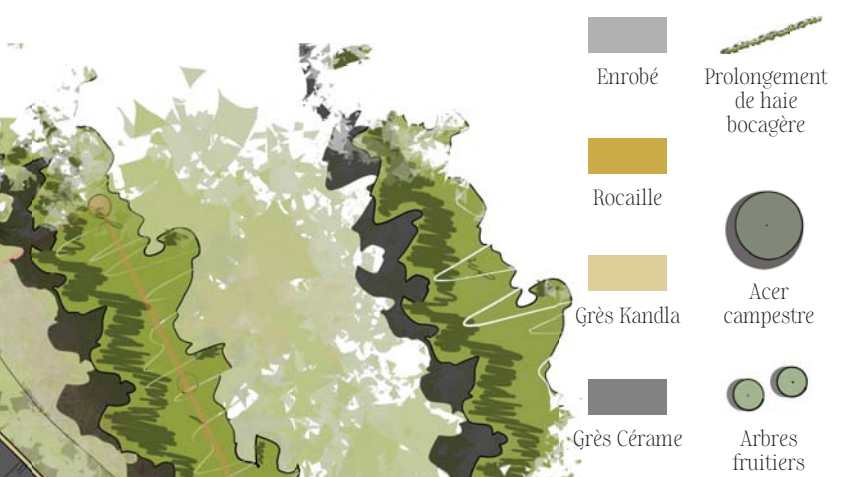 Enrobé
Prolongement
de haie
bocagère
Rocaille
Grès Kandla
Acer
campestre
Grès Cérame
Arbres
fruitiers